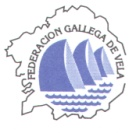 FEDERACION GALLEGA DE VELA